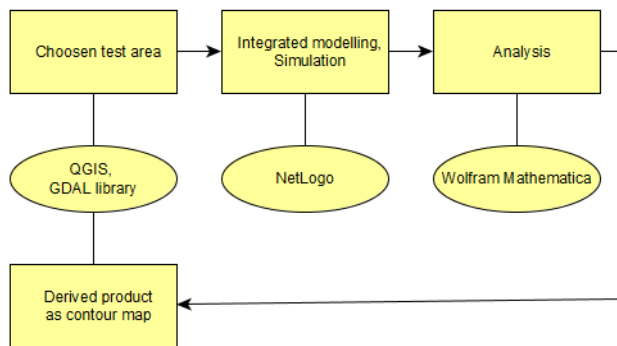 Choosen test area
Integrated modelling,
Simulation
Analysis
QGIS,
GDAL library
NetLogo
Wolfram Mathematica
Derived product
as contour map